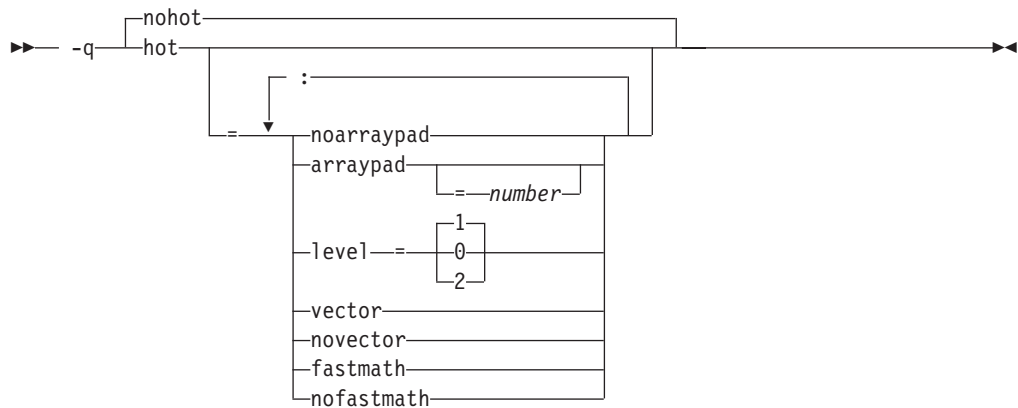 nohot
-q hot
:
= noarraypad
arraypad
= number
1
level = 0
2
vector
novector
fastmath
nofastmath